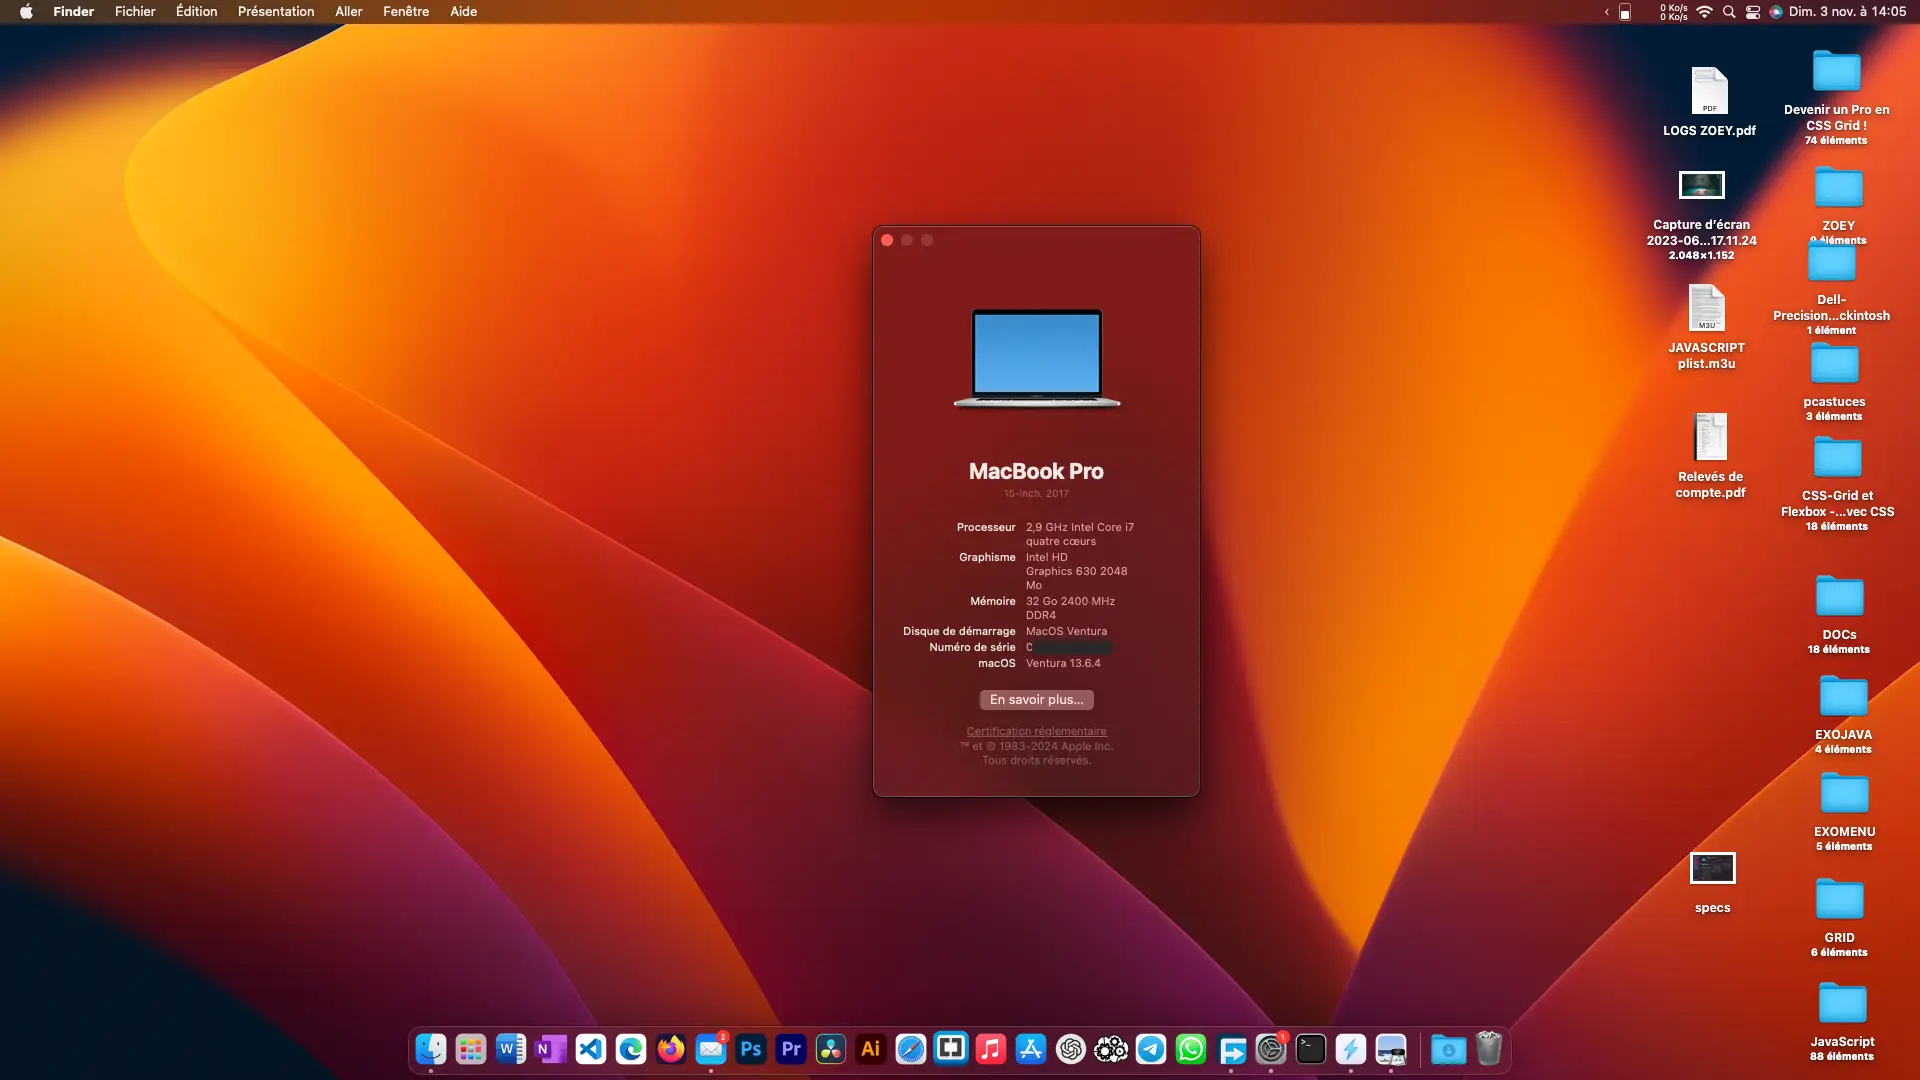 Finder Fichier Édition Présentation Aller Fenêtre Aide
0 Ko/s
0 Ko/s
Dim. 3 nov. à 14:05
PDF
LOGS ZOEY.pdf
Capture d’écran
2023-06...17.11.24
2.048×1.152
M3U
JAVASCRIPT
plist.m3u
Relevés de
compte.pdf
specs
Devenir un Pro en
CSS Grid !
74 éléments
ZOEY
9 éléments
Dell-
Precision...ckintosh
1 élément
pcastuces
3 éléments
CSS-Grid et
Flexbox -...vec CSS
18 éléments
DOCs
18 éléments
EXOJAVA
4 éléments
EXOMENU
5 éléments
GRID
6 éléments
JavaScript
88 éléments
MacBook Pro
15-inch, 2017
Processeur 2,9 GHz Intel Core i7
quatre cœurs
Graphisme Intel HD
Graphics 630 2048
Mo
Mémoire 32 Go 2400 MHz
DDR4
Disque de démarrage MacOS Ventura
Numéro de série C
macOS Ventura 13.6.4
En savoir plus...
Certification réglementaire
™ et © 1983-2024 Apple Inc.
Tous droits réservés.
W N 2 Ps Pr Ai 1 >_